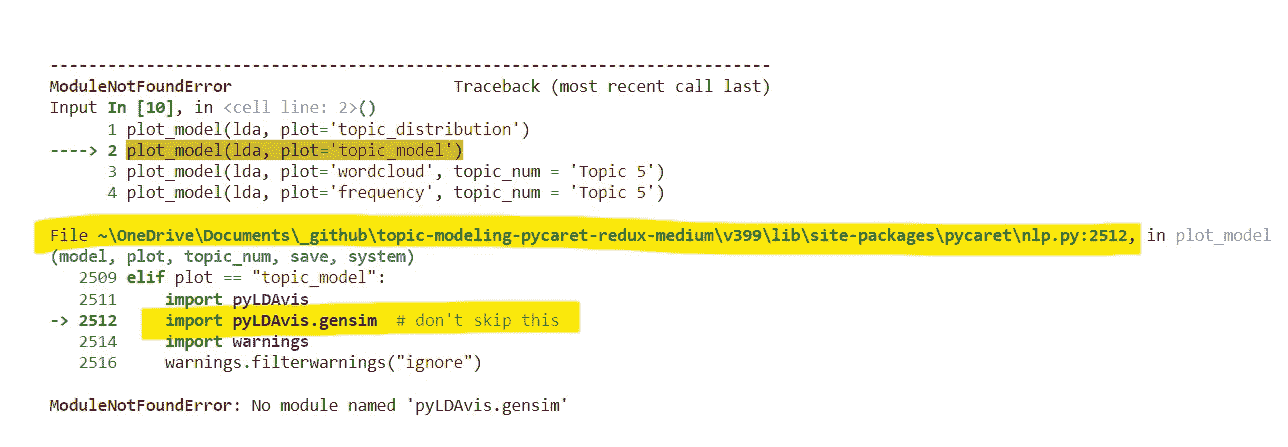 ---------------------------------------------------------------------------
ModuleNotFoundError                       Traceback (most recent call last)
Input In [10], in <cell line: 2>()
      1 plot_model(lda, plot='topic_distribution')
----> 2 plot_model(lda, plot='topic_model')
      3 plot_model(lda, plot='wordcloud', topic_num = 'Topic 5')
      4 plot_model(lda, plot='frequency', topic_num = 'Topic 5')
File ~\OneDrive\Documents\_github\topic-modeling-pycaret-redux-medium\v399\lib\site-packages\pycaret\nlp.py:2512, in plot_model
(model, plot, topic_num, save, system)
   2509 elif plot == "topic_model":
   2511     import pyLDAvis
-> 2512     import pyLDAvis.gensim  # don't skip this
   2514     import warnings
   2516     warnings.filterwarnings("ignore")
ModuleNotFoundError: No module named 'pyLDAvis.gensim'